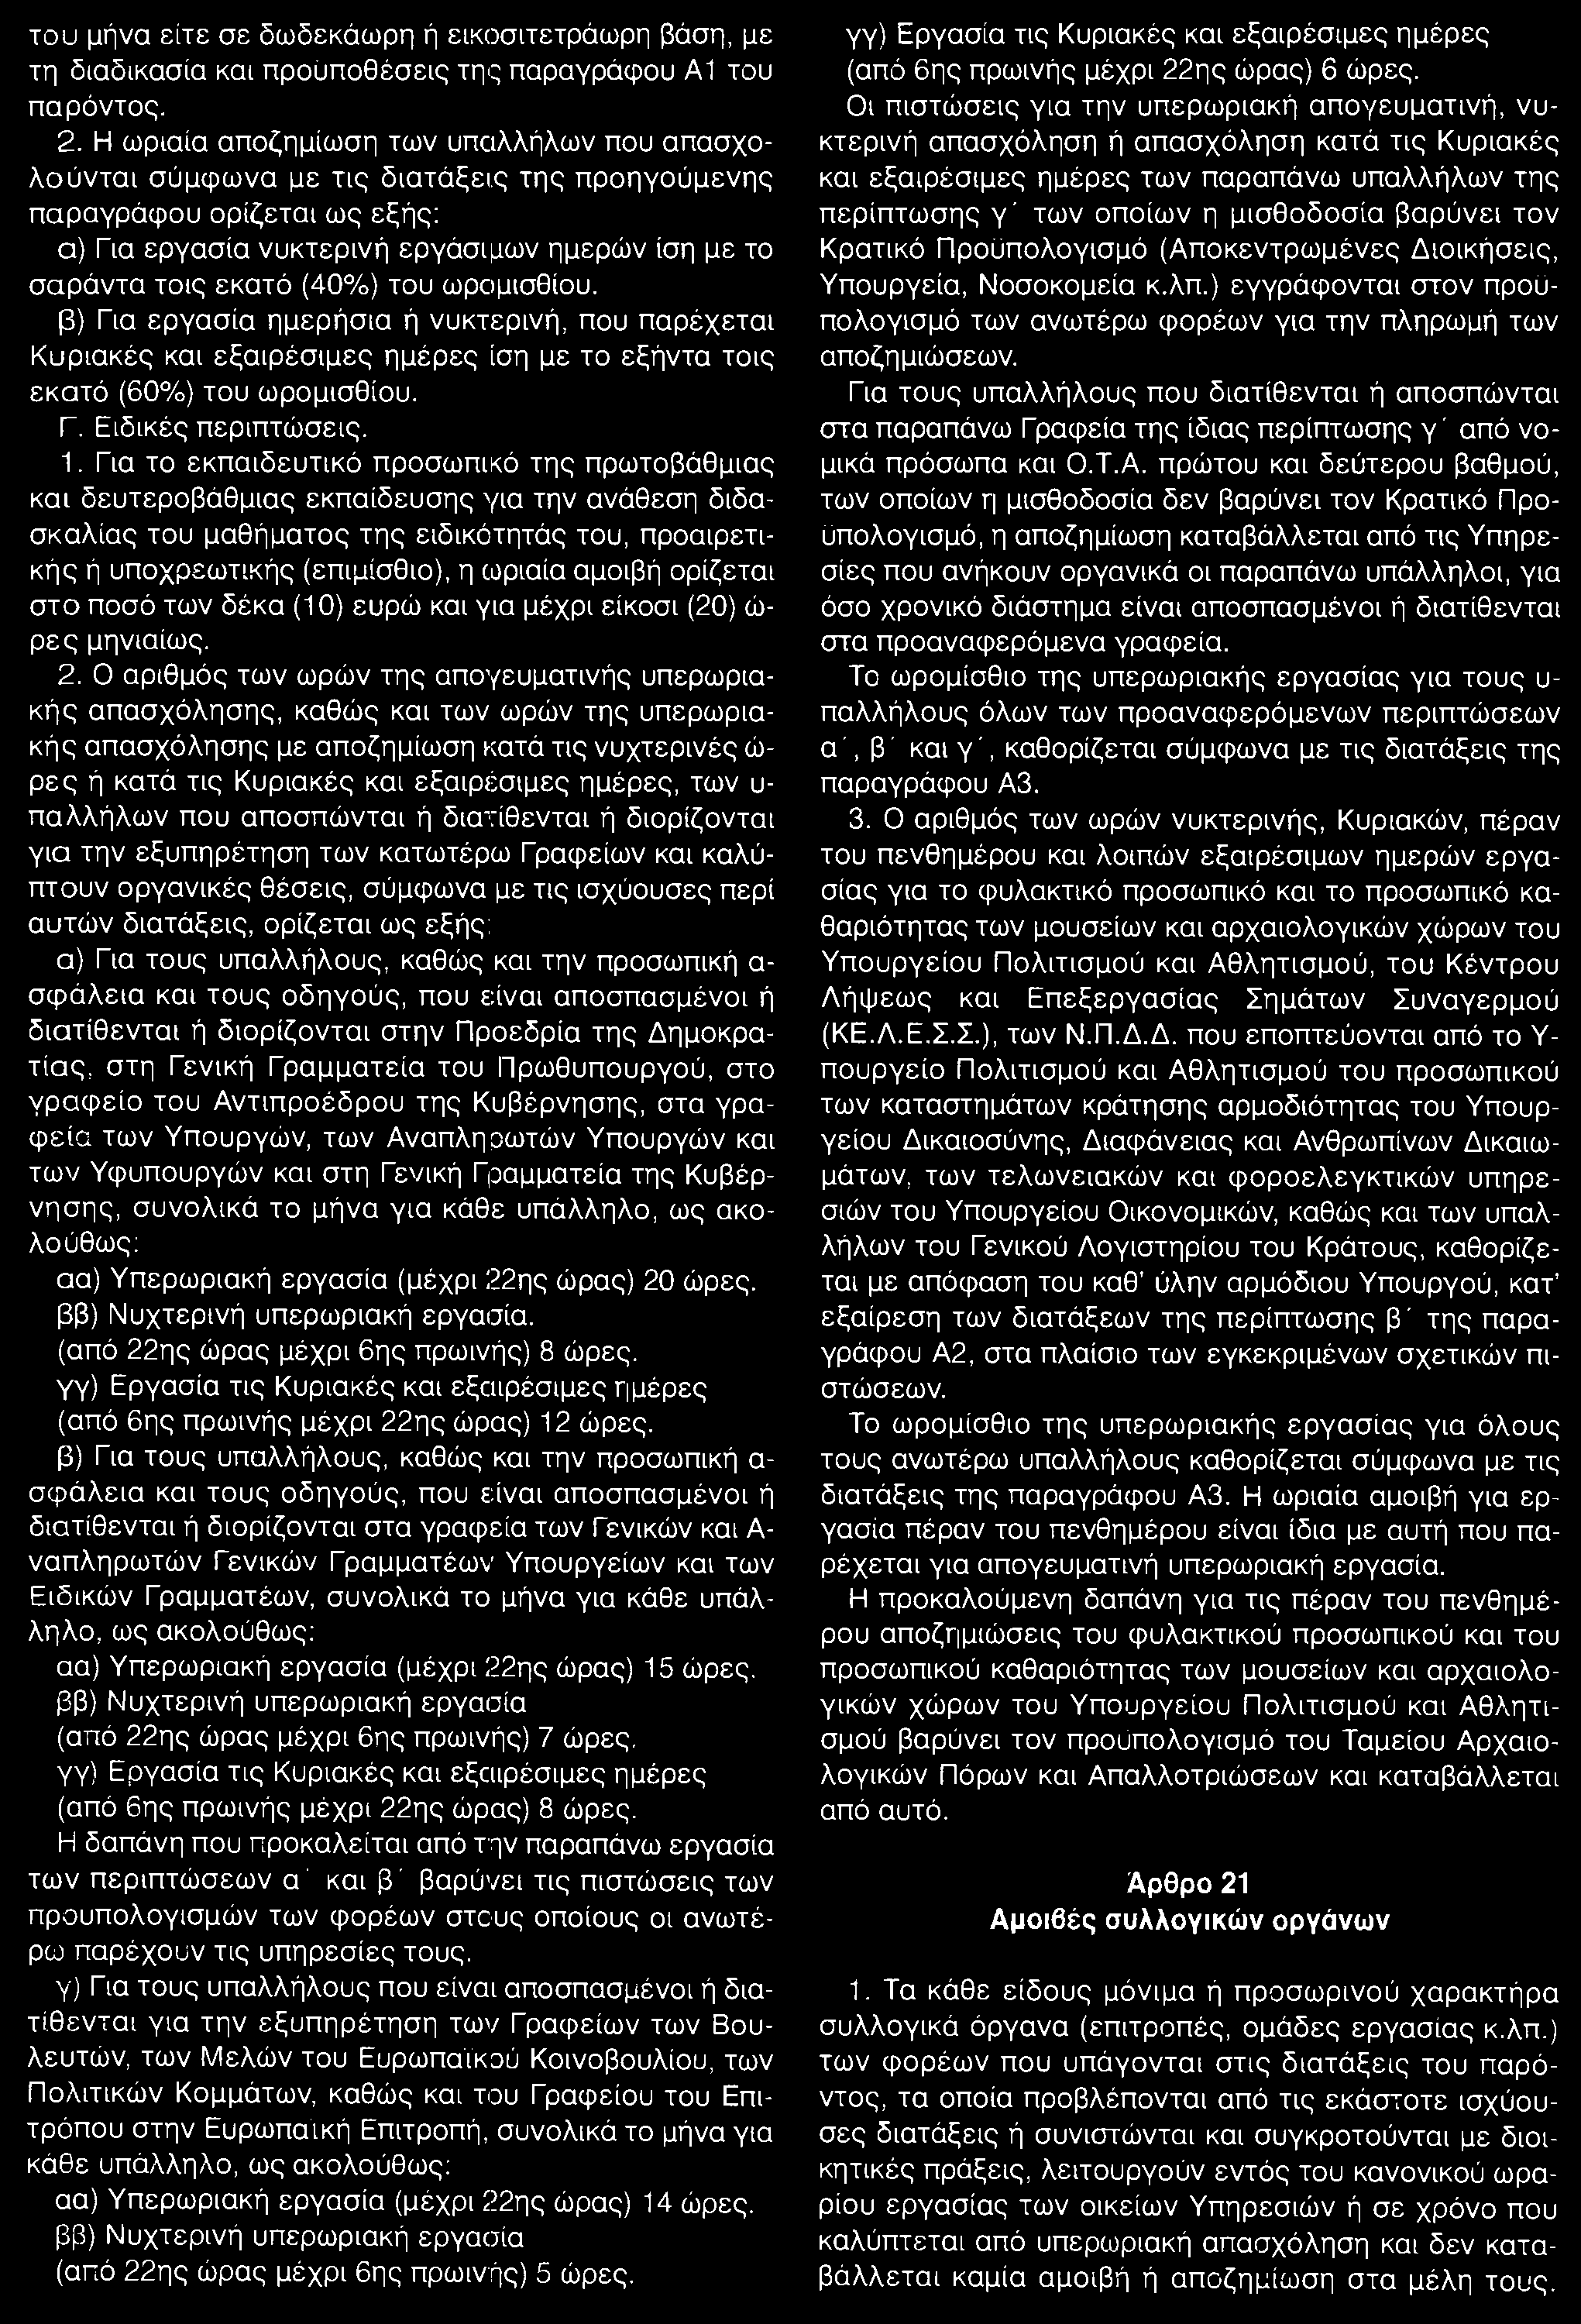 του μήνα είτε σε δωδεκάωρη ή εικοσιτετράωρη βάση, με
τη διαδικασία και προϋποθέσεις της παραγράφου Α1 του
παρόντος.
2. Η ωριαία αποζημίωση των υπαλλήλων που απασχο-
λούνται σύμφωνα με τις διατάξεις της προηγούμενης
παραγράφου ορίζεται ως εξής:
α) Για εργασία νυκτερινή εργάσιμων ημερών ίση με το
σαράντα τοις εκατό (40%) του ωρομισθίου.
β) Για εργασία ημερήσια ή νυκτερινή, που παρέχεται
Κυριακές και εξαιρέσιμες ημέρες ίση με το εξήντα τοις
εκατό (60%) του ωρομισθίου.
Γ. Ειδικές περιπτώσεις.
1. Για το εκπαιδευτικό προσωπικό της πρωτοβάθμιας
και δευτεροβάθμιας εκπαίδευσης για την ανάθεση διδα-
σκαλίας του μαθήματος της ειδικότητάς του, προαιρετι-
κής ή υποχρεωτικής (επιμίσθιο), η ωριαία αμοιβή ορίζεται
στο ποσό των δέκα (10) ευρώ και για μέχρι είκοσι (20) ώ-
ρες μηνιαίως.
2. Ο αριθμός των ωρών της απογευματινής υπερωρια-
κής απασχόλησης, καθώς και των ωρών της υπερωρια-
κής απασχόλησης με αποζημίωση κατά τις νυχτερινές ώ-
ρες ή κατά τις Κυριακές και εξαιρέσιμες ημέρες, των υ-
παλλήλων που αποσπώνται ή διατίθενται ή διορίζονται
για την εξυπηρέτηση των κατωτέρω Γραφείων και καλύ-
πτουν οργανικές θέσεις, σύμφωνα με τις ισχύουσες περί
αυτών διατάξεις, ορίζεται ως εξής:
α) Για τους υπαλλήλους, καθώς και την προσωπική α-
σφάλεια και τους οδηγούς, που είναι αποσπασμένοι ή
διατίθενται ή διορίζονται στην Προεδρία της Δημοκρα-
τίας, στη Γενική Γραμματεία του Πρωθυπουργού, στο
γραφείο του Αντιπροέδρου της Κυβέρνησης, στα γρα-
φεία των Υπουργών, των Αναπληρωτών Υπουργών και
των Υφυπουργών και στη Γενική Γραμματεία της Κυβέρ-
νησης, συνολικά το μήνα για κάθε υπάλληλο, ως ακο-
λούθως:
αα) Υπερωριακή εργασία (μέχρι 22ης ώρας) 20 ώρες.
ββ) Νυχτερινή υπερωριακή εργασία.
(από 22ης ώρας μέχρι 6ης πρωινής) 8 ώρες.
γγ) Εργασία τις Κυριακές και εξαιρέσιμες ημέρες
(από 6ης πρωινής μέχρι 22ης ώρας) 12 ώρες.
β) Για τους υπαλλήλους, καθώς και την προσωπική α-
σφάλεια και τους οδηγούς, που είναι αποσπασμένοι ή
διατίθενται ή διορίζονται στα γραφεία των Γενικών και Α-
ναπληρωτών Γενικών Γραμματέων Υπουργείων και των
Ειδικών Γραμματέων, συνολικά το μήνα για κάθε υπάλ-
ληλο, ως ακολούθως:
αα) Υπερωριακή εργασία (μέχρι 22ης ώρας) 15 ώρες.
ββ) Νυχτερινή υπερωριακή εργασία
(από 22ης ώρας μέχρι 6ης πρωινής) 7 ώρες.
γγ) Εργασία τις Κυριακές και εξαιρέσιμες ημέρες
(από 6ης πρωινής μέχρι 22ης ώρας) 8 ώρες.
Η δαπάνη που προκαλείται από την παραπάνω εργασία
των περιπτώσεων α΄ και β΄ βαρύνει τις πιστώσεις των
προυπολογισμών των φορέων στους οποίους οι ανωτέ-
ρω παρέχουν τις υπηρεσίες τους.
γ) Για τους υπαλλήλους που είναι αποσπασμένοι ή δια-
τίθενται για την εξυπηρέτηση των Γραφείων των Βου-
λευτών, των Μελών του Ευρωπαϊκού Κοινοβουλίου, των
Πολιτικών Κομμάτων, καθώς και του Γραφείου του Επι-
τρόπου στην Ευρωπαϊκή Επιτροπή, συνολικά το μήνα για
κάθε υπάλληλο, ως ακολούθως:
αα) Υπερωριακή εργασία (μέχρι 22ης ώρας) 14 ώρες.
ββ) Νυχτερινή υπερωριακή εργασία
(από 22ης ώρας μέχρι 6ης πρωινής) 5 ώρες.
γγ) Εργασία τις Κυριακές και εξαιρέσιμες ημέρες
(από 6ης πρωινής μέχρι 22ης ώρας) 6 ώρες.
Οι πιστώσεις για την υπερωριακή απογευματινή, νυ-
κτερινή απασχόληση ή απασχόληση κατά τις Κυριακές
και εξαιρέσιμες ημέρες των παραπάνω υπαλλήλων της
περίπτωσης γ΄ των οποίων η μισθοδοσία βαρύνει τον
Κρατικό Προϋπολογισμό (Αποκεντρωμένες Διοικήσεις,
Υπουργεία, Νοσοκομεία κ.λπ.) εγγράφονται στον προϋ-
πολογισμό των ανωτέρω φορέων για την πληρωμή των
αποζημιώσεων.
Για τους υπαλλήλους που διατίθενται ή αποσπώνται
στα παραπάνω Γραφεία της ίδιας περίπτωσης γ΄ από νο-
μικά πρόσωπα και Ο.Τ.Α. πρώτου και δεύτερου βαθμού,
των οποίων η μισθοδοσία δεν βαρύνει τον Κρατικό Προ-
ϋπολογισμό, η αποζημίωση καταβάλλεται από τις Υπηρε-
σίες που ανήκουν οργανικά οι παραπάνω υπάλληλοι, για
όσο χρονικό διάστημα είναι αποσπασμένοι ή διατίθενται
στα προαναφερόμενα γραφεία.
Το ωρομίσθιο της υπερωριακής εργασίας για τους υ-
παλλήλους όλων των προαναφερόμενων περιπτώσεων
α΄, β΄ και γ΄, καθορίζεται σύμφωνα με τις διατάξεις της
παραγράφου Α3.
3. Ο αριθμός των ωρών νυκτερινής, Κυριακών, πέραν
του πενθημέρου και λοιπών εξαιρέσιμων ημερών εργα-
σίας για το φυλακτικό προσωπικό και το προσωπικό κα-
θαριότητας των μουσείων και αρχαιολογικών χώρων του
Υπουργείου Πολιτισμού και Αθλητισμού, του Κέντρου
Λήψεως και Επεξεργασίας Σημάτων Συναγερμού
(ΚΕ.Λ.Ε.Σ.Σ.), των Ν.Π.Δ.Δ. που εποπτεύονται από το Υ-
πουργείο Πολιτισμού και Αθλητισμού του προσωπικού
των καταστημάτων κράτησης αρμοδιότητας του Υπουρ-
γείου Δικαιοσύνης, Διαφάνειας και Ανθρωπίνων Δικαιω-
μάτων, των τελωνειακών και φοροελεγκτικών υπηρε-
σιών του Υπουργείου Οικονομικών, καθώς και των υπαλ-
λήλων του Γενικού Λογιστηρίου του Κράτους, καθορίζε-
ται με απόφαση του καθ' ύλην αρμόδιου Υπουργού, κατ'
εξαίρεση των διατάξεων της περίπτωσης β΄ της παρα-
γράφου Α2, στα πλαίσιο των εγκεκριμένων σχετικών πι-
στώσεων.
Το ωρομίσθιο της υπερωριακής εργασίας για όλους
τους ανωτέρω υπαλλήλους καθορίζεται σύμφωνα με τις
διατάξεις της παραγράφου Α3. Η ωριαία αμοιβή για ερ-
γασία πέραν του πενθημέρου είναι ίδια με αυτή που πα-
ρέχεται για απογευματινή υπερωριακή εργασία.
Η προκαλούμενη δαπάνη για τις πέραν του πενθημέ-
ρου αποζημιώσεις του φυλακτικού προσωπικού και του
προσωπικού καθαριότητας των μουσείων και αρχαιολο-
γικών χώρων του Υπουργείου Πολιτισμού και Αθλητι-
σμού βαρύνει τον προϋπολογισμό του Ταμείου Αρχαιο-
λογικών Πόρων και Απαλλοτριώσεων και καταβάλλεται
από αυτό.
Άρθρο 21
Αμοιβές συλλογικών οργάνων
1. Τα κάθε είδους μόνιμα ή προσωρινού χαρακτήρα
συλλογικά όργανα (επιτροπές, ομάδες εργασίας κ.λπ.)
των φορέων που υπάγονται στις διατάξεις του παρό-
ντος, τα οποία προβλέπονται από τις εκάστοτε ισχύου-
σες διατάξεις ή συνιστώνται και συγκροτούνται με διοι-
κητικές πράξεις, λειτουργούν εντός του κανονικού ωρα-
ρίου εργασίας των οικείων Υπηρεσιών ή σε χρόνο που
καλύπτεται από υπερωριακή απασχόληση και δεν κατα-
βάλλεται καμία αμοιβή ή αποζημίωση στα μέλη τους.